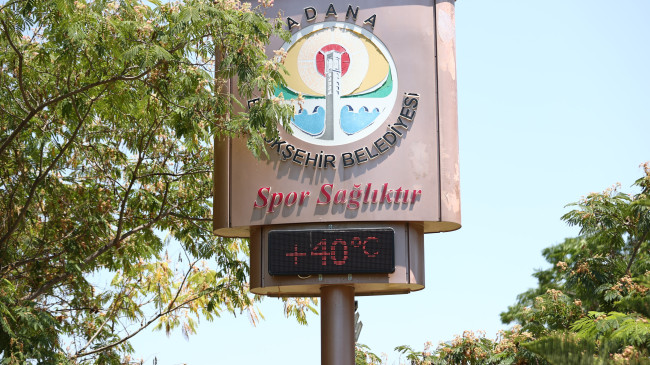 ADANA
BÜYÜKŞEHİR BELEDİYESİ
Spor Sağlıktır
+40°C